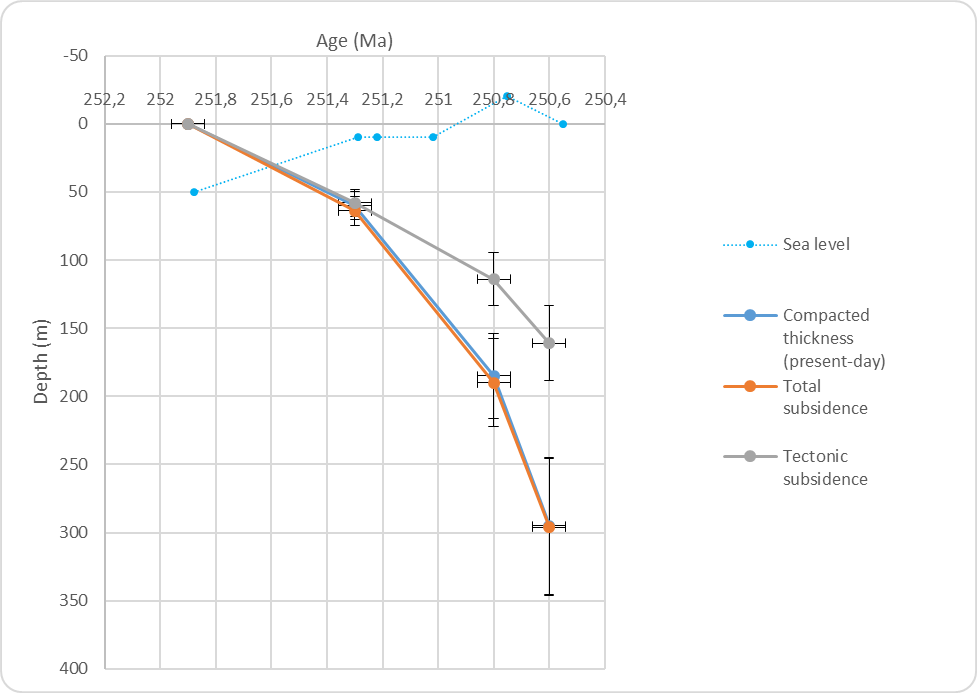 Age (Ma)
-50
252,2 252 251,8 251,6 251,4 251,2 251 250,8 250,6 250,4
0
50
100
150
200
250
300
350
400
Depth (m)
Sea level
Compacted
thickness
(present-day)
Total
subsidence
Tectonic
subsidence